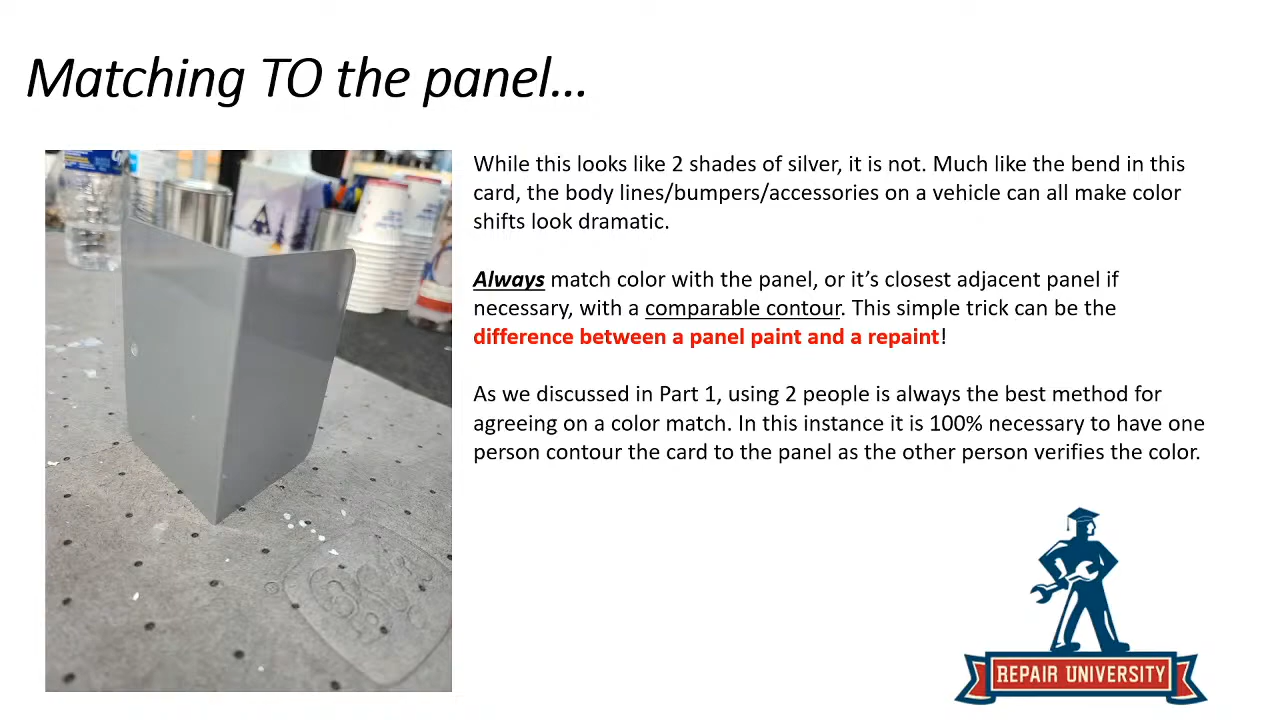 Matching TO the panel...
While this looks like 2 shades of silver, it is not. Much like the bend in this
card, the body lines/bumpers/accessories on a vehicle can all make color
shifts look dramatic.
Always match color with the panel, or it’s closest adjacent panel if
necessary, with a comparable contour. This simple trick can be the
difference between a panel paint and a repaint!
As we discussed in Part 1, using 2 people is always the best method for
agreeing on a color match. In this instance it is 100% necessary to have one
person contour the card to the panel as the other person verifies the color.
REPAIR UNIVERSITY